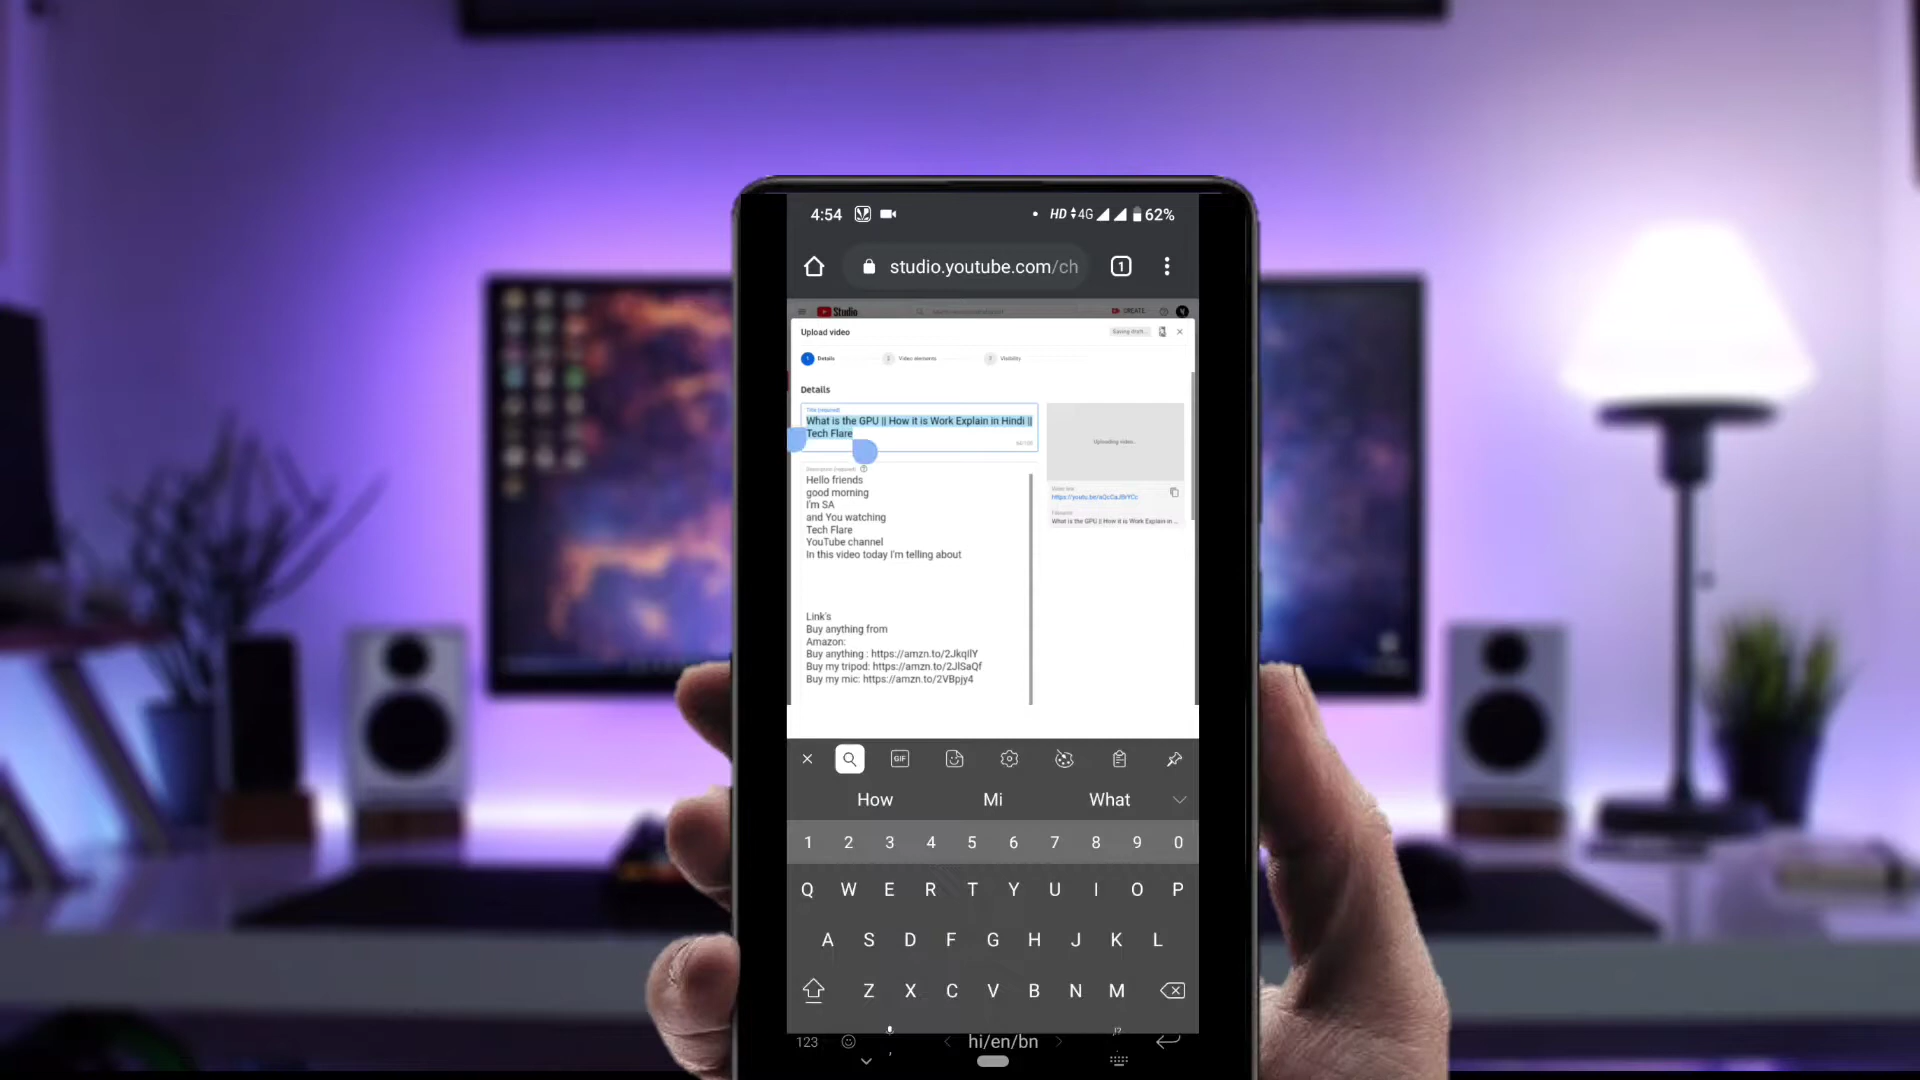 4:54
HD 4G 62%
studio.youtube.com/ch
1
Studio
CREATE
Upload video
Saving draft...
1 Details
2 Video elements
3 Visibility
Details
Title (required)
What is the GPU || How it is Work Explain in Hindi ||
Tech Flare
Uploading video...
Description (required)
Hello friends
good morning
I'm SA
and You watching
Tech Flare
YouTube channel
In this video today I'm telling about
Video link
Filename
What is the GPU || How it is Work Explain in ...
Link's
Buy anything from
Amazon:
Buy anything : https://amzn.to/2JkqIlY
Buy my tripod: https://amzn.to/2JlSaQf
Buy my mic: https://amzn.to/2VBpjy4
GIF
How Mi What
1 2 3 4 5 6 7 8 9 0
Q W E R T Y U I O P
A S D F G H J K L
Z X C V B N M
123 , hi/en/bn !?